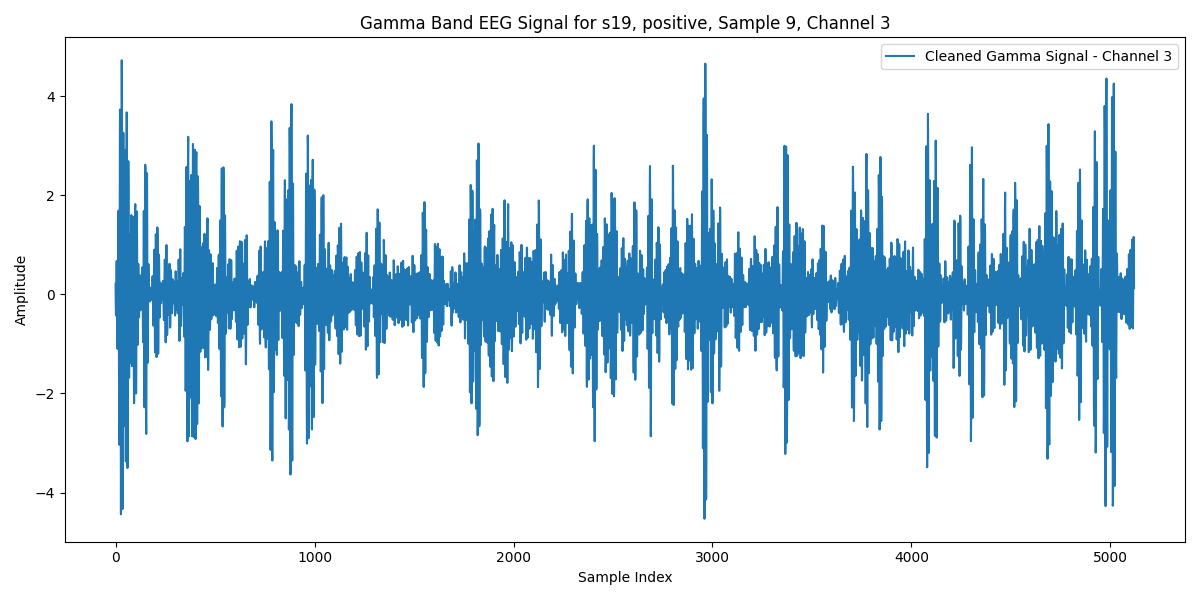 Gamma Band EEG Signal for s19, positive, Sample 9, Channel 3
Cleaned Gamma Signal - Channel 3
4
2
0
−2
−4
Amplitude
0 1000 2000 3000 4000 5000
Sample Index